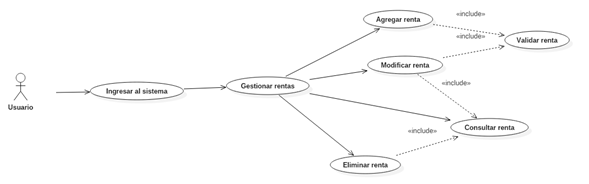 Agregar renta
«include»
«include»
Validar renta
Modificar renta
Usuario
Ingresar al sistema
Gestionar rentas
«include»
Consultar renta
«include»
Eliminar renta